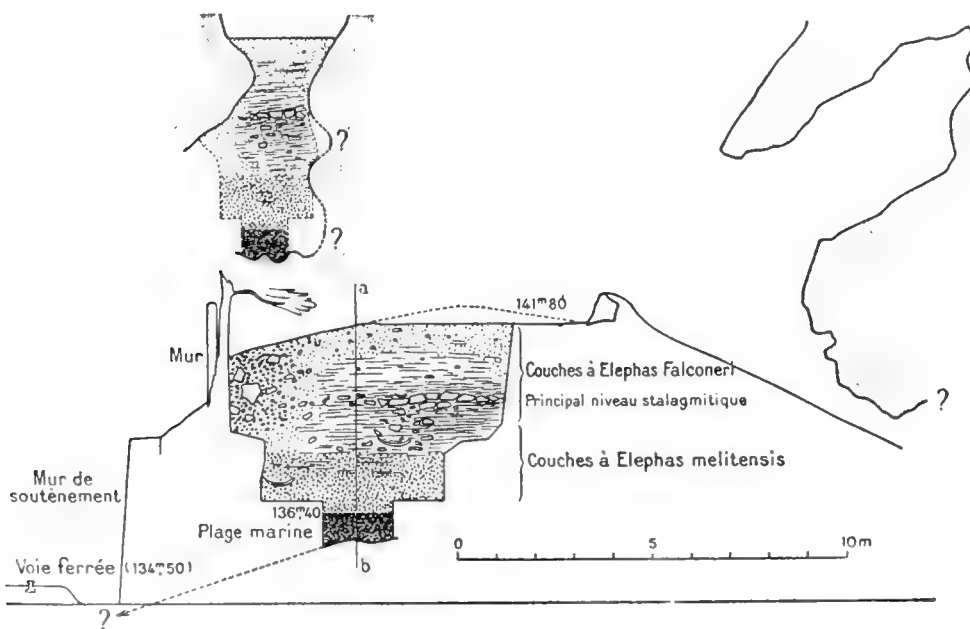 ?
?
a
141ᵐ80
Mur
Couches à Elephas Falconeri
Principal niveau stalagmitique
?
Couches à Elephas melitensis
Mur de
soutènement
136ᵐ40
Plage marine
0 5 10 m
b
Voie ferrée (134ᵐ50)
?